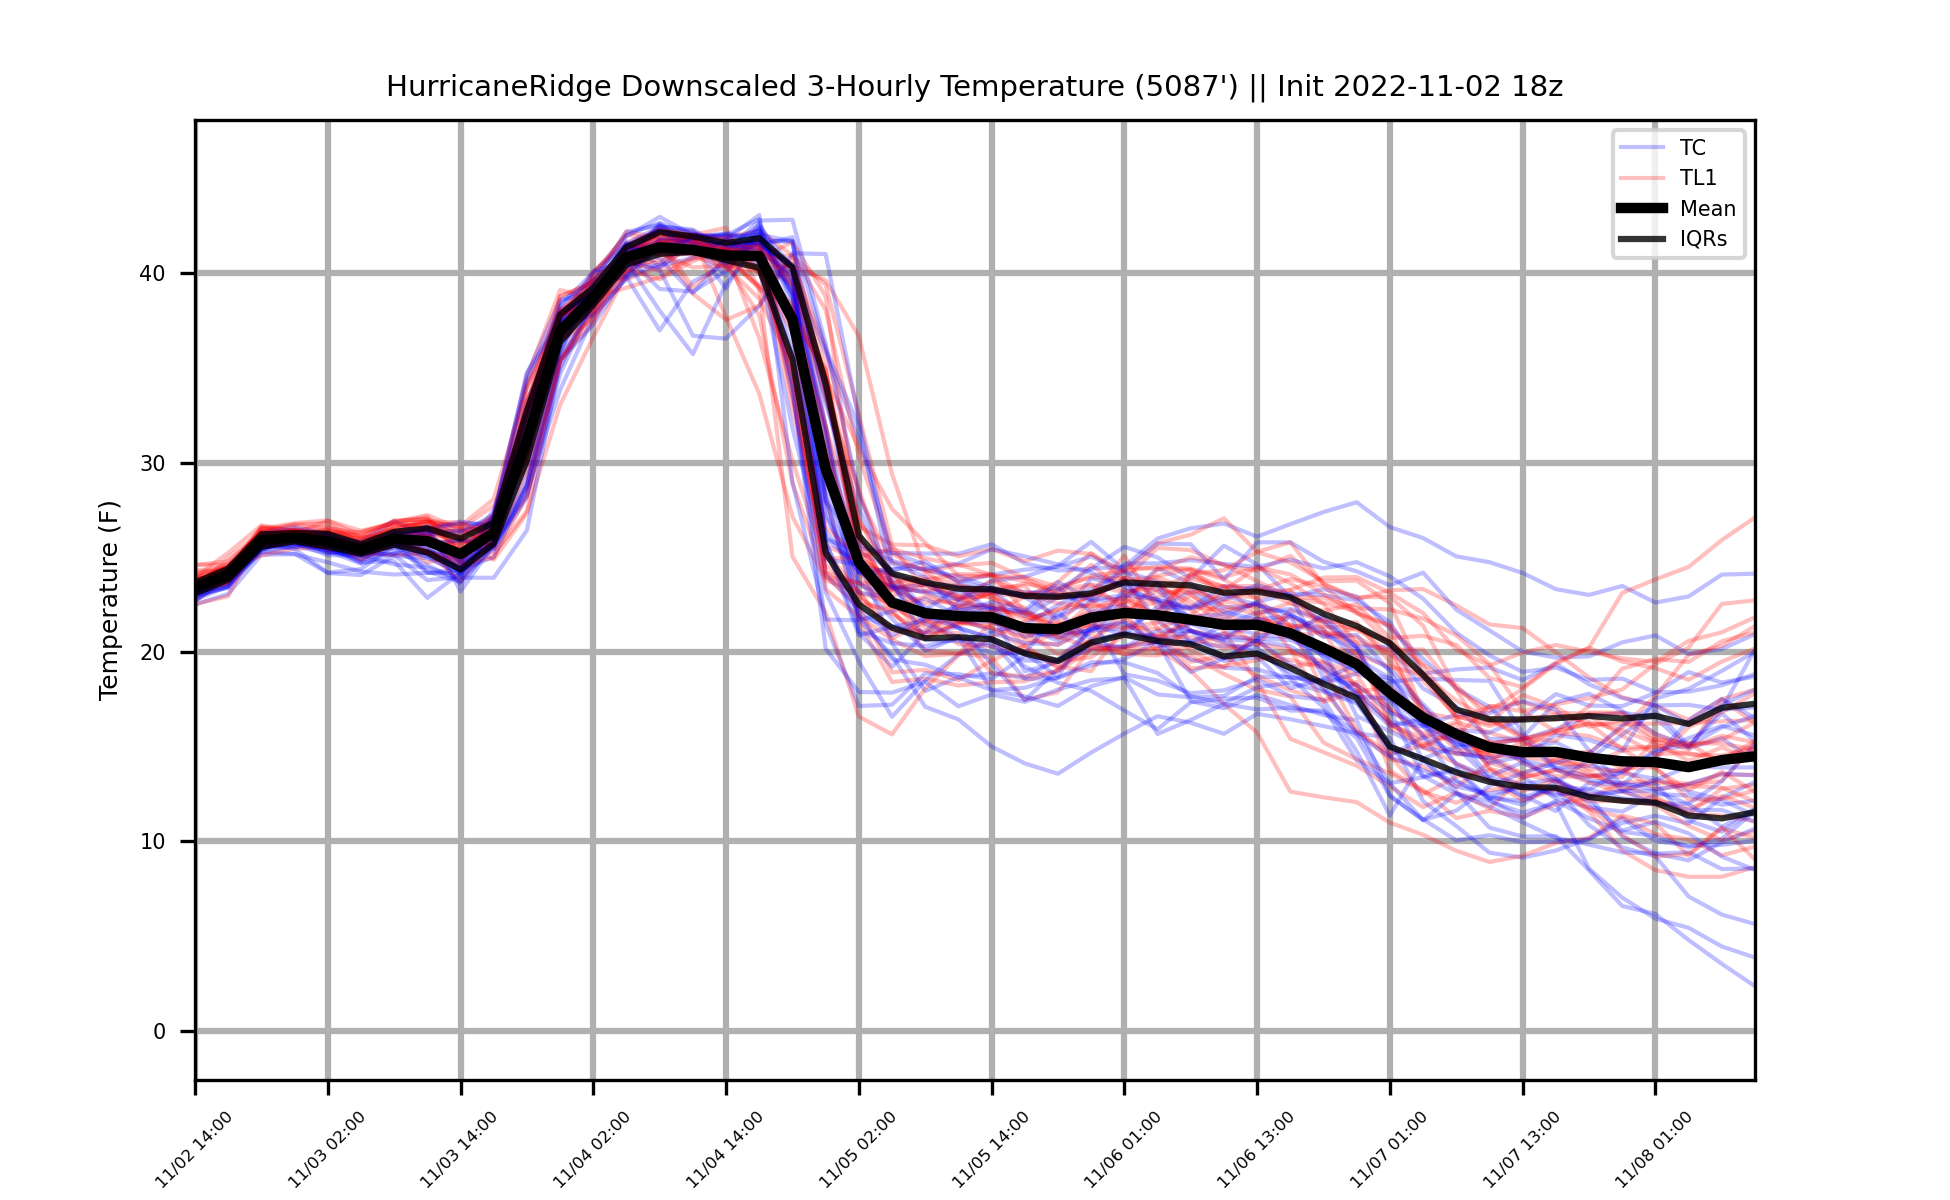 HurricaneRidge Downscaled 3-Hourly Temperature (5087') || Init 2022-11-02 18z
TC
TL1
Mean
IQRs
Temperature (F)
40
30
20
10
0
11/02 14:00
11/03 02:00
11/03 14:00
11/04 02:00
11/04 14:00
11/05 02:00
11/05 14:00
11/06 01:00
11/06 13:00
11/07 01:00
11/07 13:00
11/08 01:00